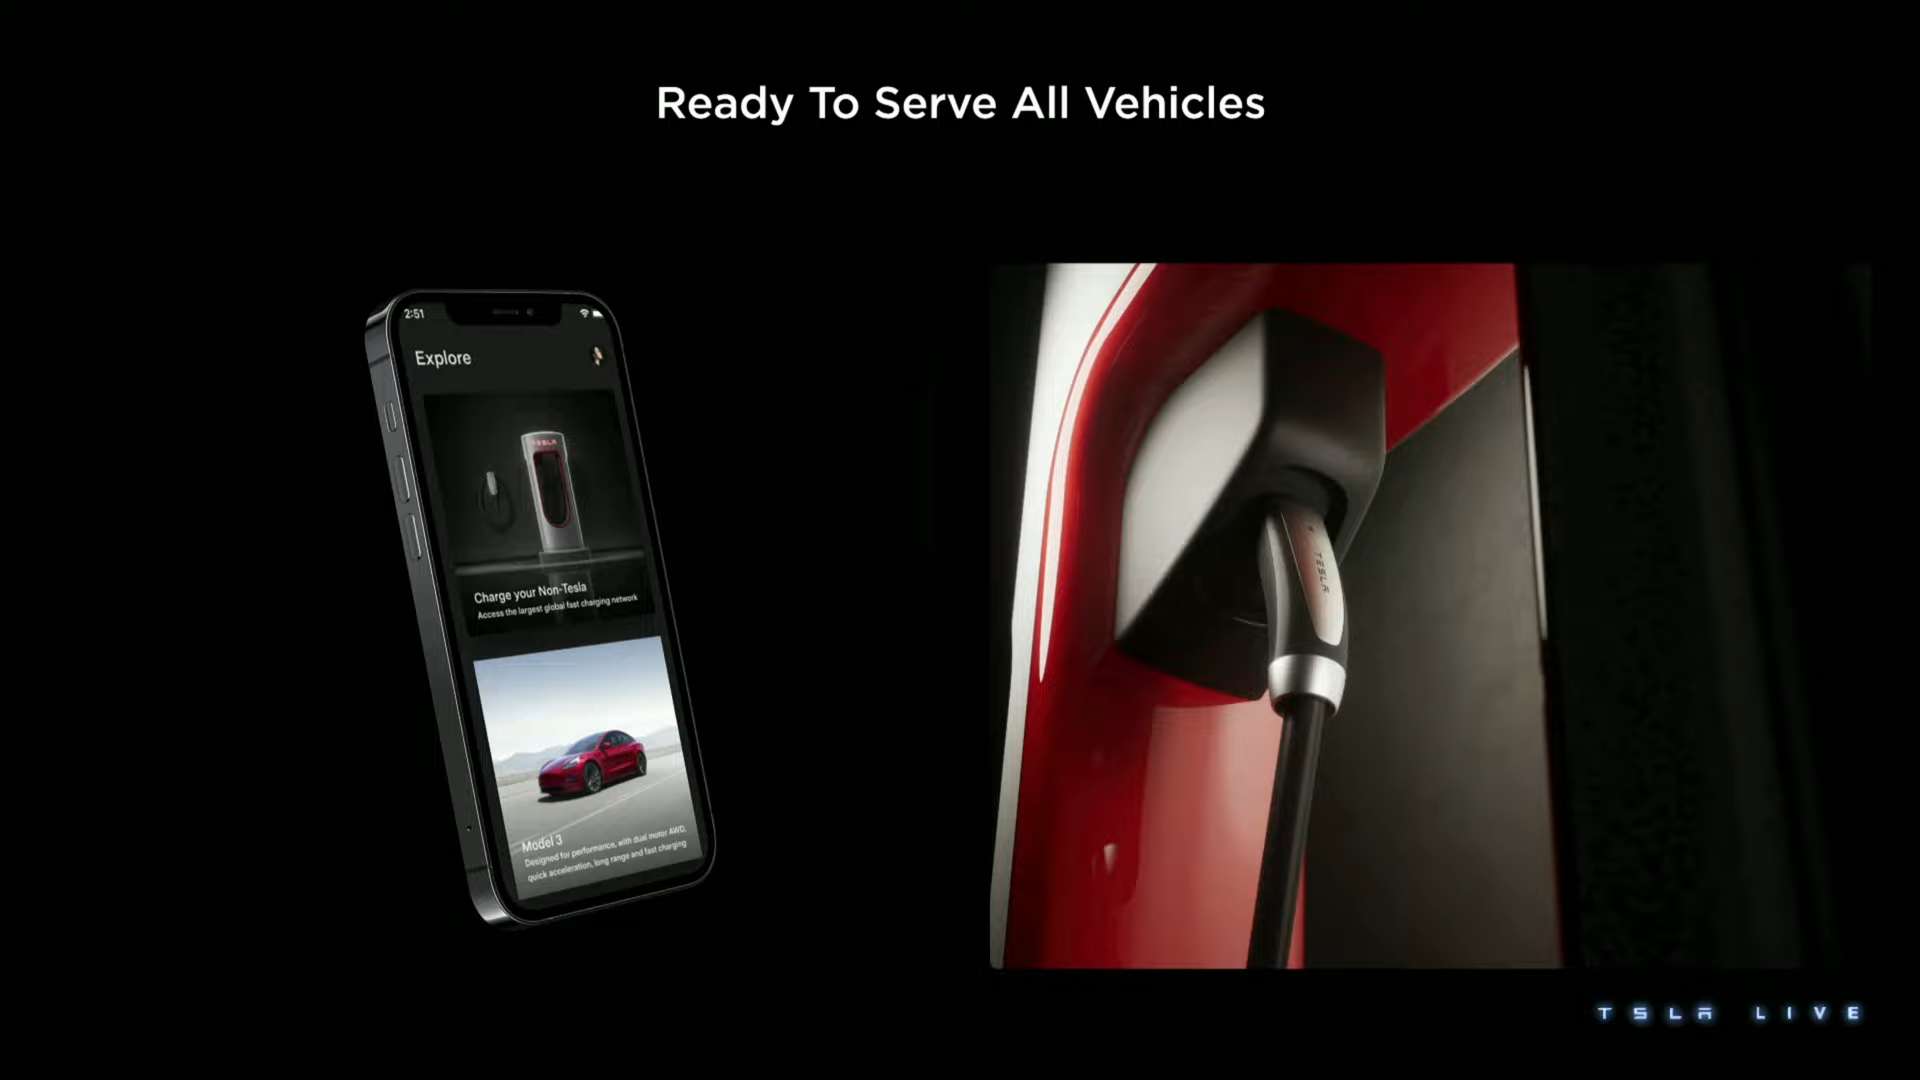 Ready To Serve All Vehicles
2:51
Explore
TESLA
Charge your Non-Tesla
Access the largest global fast charging network
Model 3
Designed for performance, with dual motor AWD,
quick acceleration, long range and fast charging
TESLA
TSLA LIVE